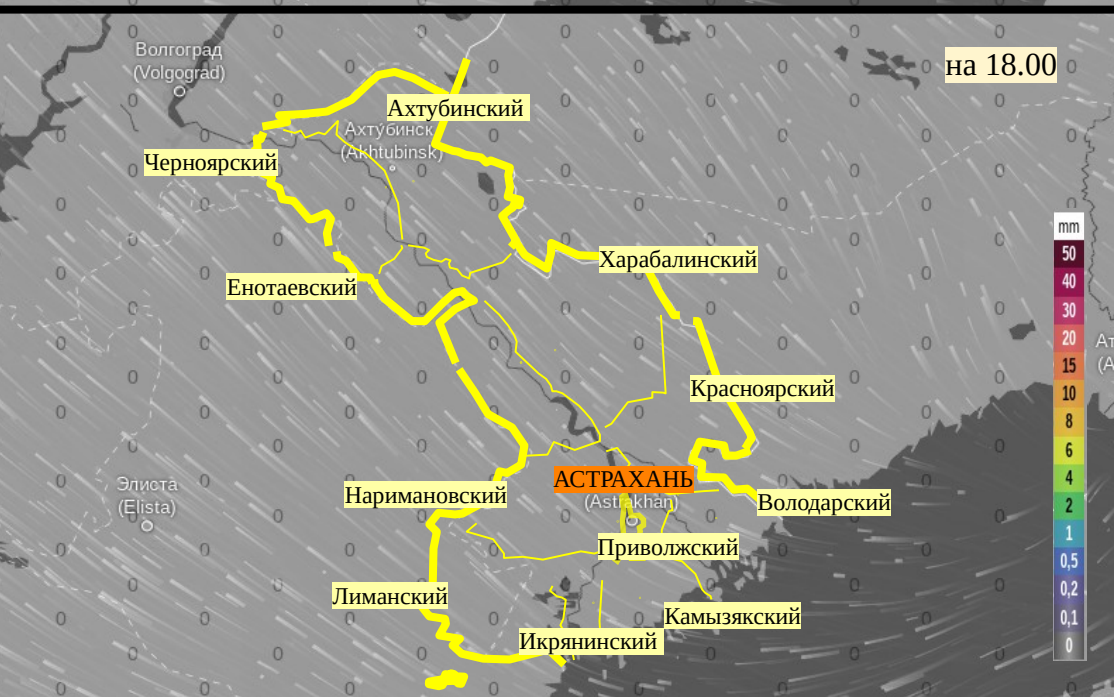 на 18.00
Волгоград
(Volgograd)
Ахтубинский
Ахту́бинск
(Akhtubinsk)
Черноярский
Харабалинский
Енотаевский
mm
50
40
30
20
15
10
8
6
4
2
1
0,5
0,2
0,1
0
Красноярский
Элиста
(Elista)
АСТРАХАНЬ
(Astrakhan)
Наримановский
Володарский
Приволжский
Лиманский
Камызякский
Икрянинский